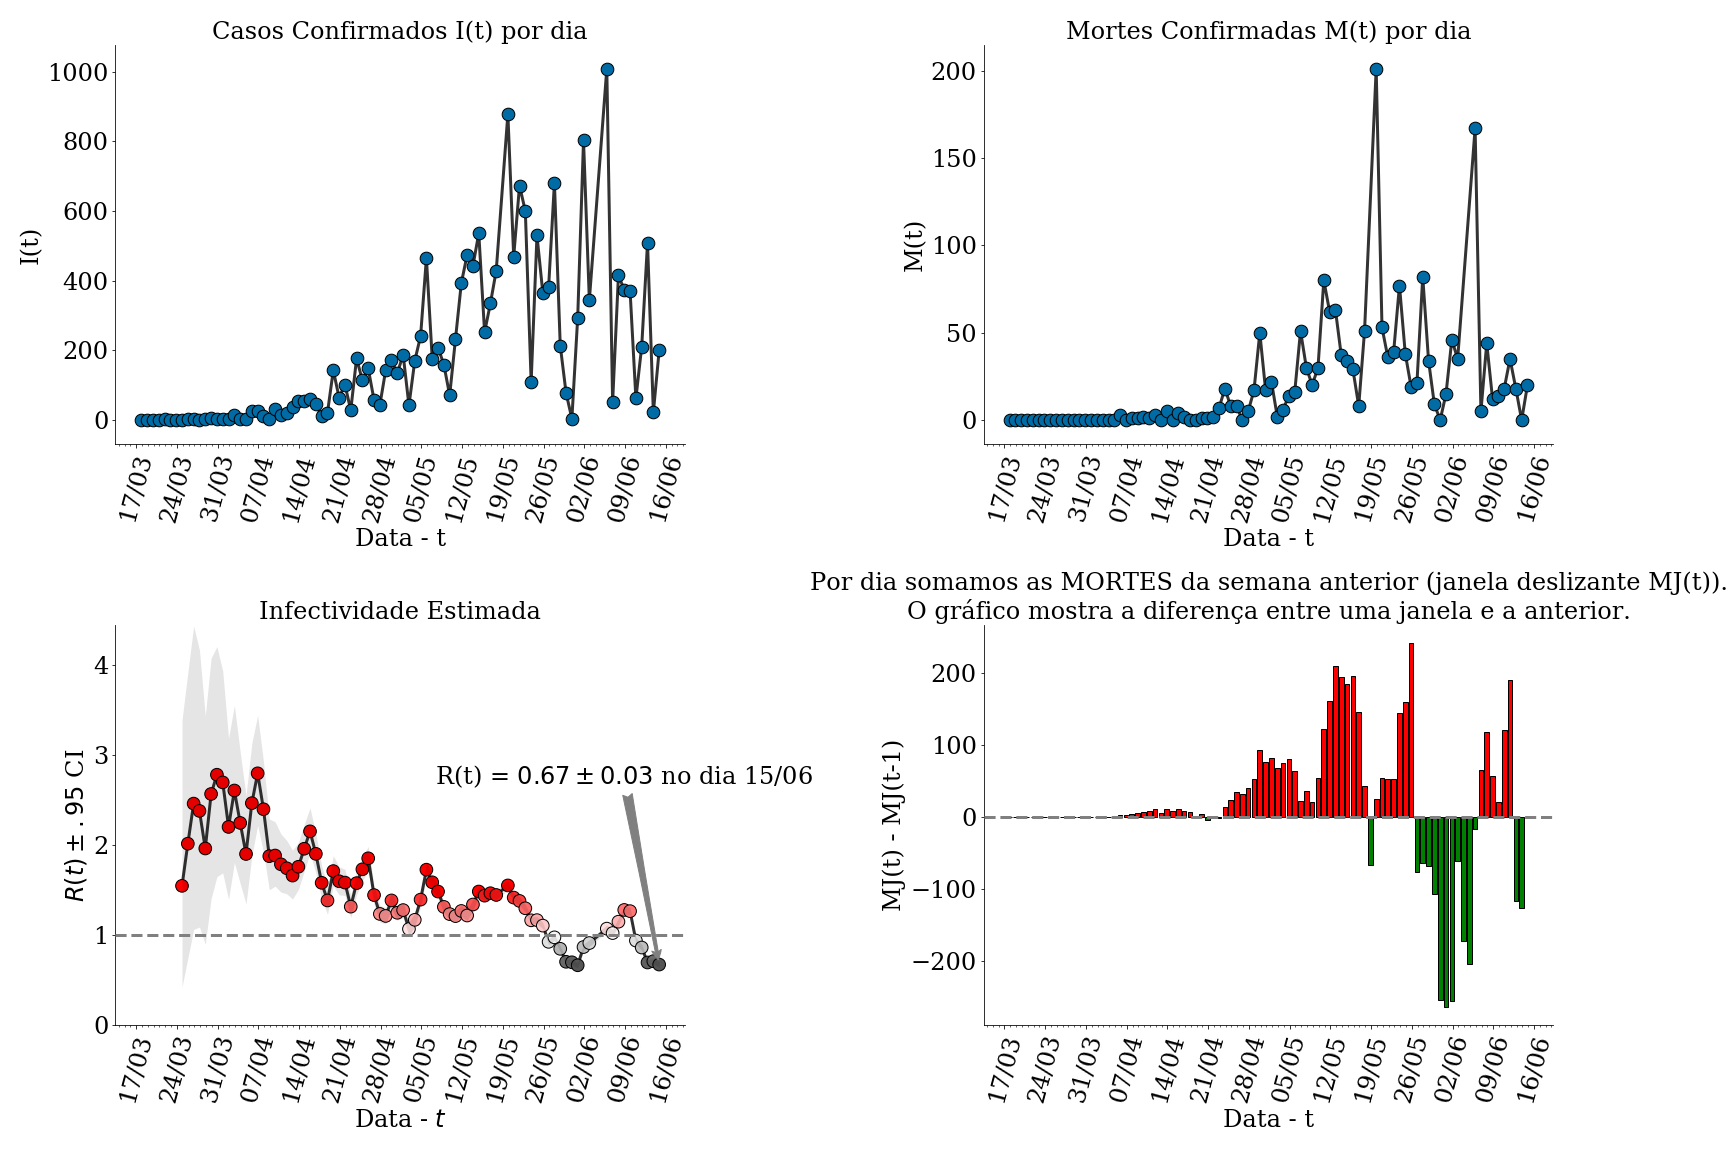 Casos Confirmados I(t) por dia
I(t)
1000
800
600
400
200
0
17/03 24/03 31/03 07/04 14/04 21/04 28/04 05/05 12/05 19/05 26/05 02/06 09/06 16/06
Data - t
Mortes Confirmadas M(t) por dia
M(t)
200
150
100
50
0
17/03 24/03 31/03 07/04 14/04 21/04 28/04 05/05 12/05 19/05 26/05 02/06 09/06 16/06
Data - t
Infectividade Estimada
R(t) ± .95 CI
4
3
2
1
0
R(t) = 0.67 ± 0.03 no dia 15/06
17/03 24/03 31/03 07/04 14/04 21/04 28/04 05/05 12/05 19/05 26/05 02/06 09/06 16/06
Data - t
Por dia somamos as MORTES da semana anterior (janela deslizante MJ(t)).
O gráfico mostra a diferença entre uma janela e a anterior.
MJ(t) - MJ(t-1)
200
100
0
−100
−200
17/03 24/03 31/03 07/04 14/04 21/04 28/04 05/05 12/05 19/05 26/05 02/06 09/06 16/06
Data - t